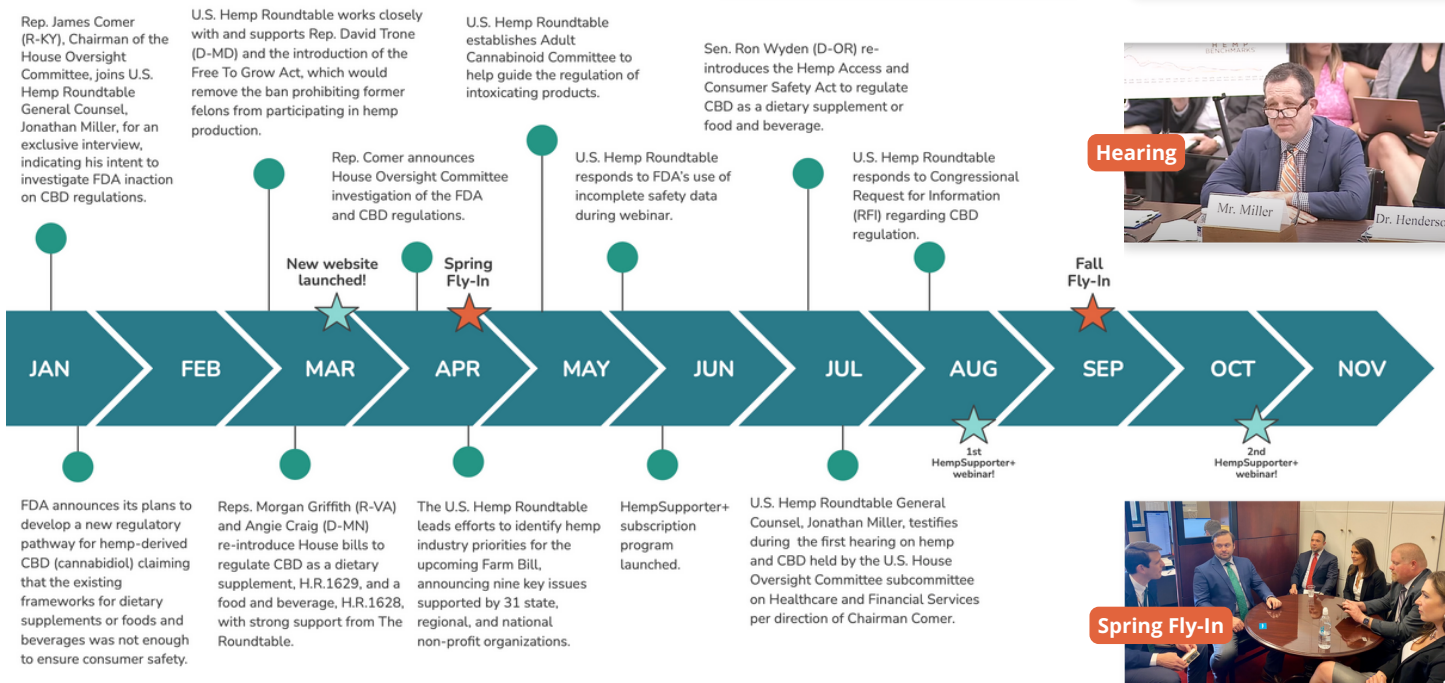 Rep. James Comer
(R-KY), Chairman of the
House Oversight
Committee, joins U.S.
Hemp Roundtable
General Counsel,
Jonathan Miller, for an
exclusive interview,
indicating his intent to
investigate FDA inaction
on CBD regulations.
U.S. Hemp Roundtable works closely
with and supports Rep. David Trone
(D-MD) and the introduction of the
Free To Grow Act, which would
remove the ban prohibiting former
felons from participating in hemp
production.
Rep. Comer announces
House Oversight Committee
investigation of the FDA
and CBD regulations.
U.S. Hemp Roundtable
establishes Adult
Cannabinoid Committee to
help guide the regulation of
intoxicating products.
U.S. Hemp Roundtable
responds to FDA's use of
incomplete safety data
during webinar.
Sen. Ron Wyden (D-OR) re-
introduces the Hemp Access and
Consumer Safety Act to regulate
CBD as a dietary supplement or
food and beverage.
U.S. Hemp Roundtable
responds to Congressional
Request for Information
(RFI) regarding CBD
regulation.
HEMP
BENCHMARKS
Hearing
Mr. Miller
Dr. Henderso
New website
launched!
Spring
Fly-In
Fall
Fly-In
JAN
FEB
MAR
APR
MAY
JUN
JUL
AUG
SEP
OCT
NOV
1st
HempSupporter+
webinar!
2nd
HempSupporter+
webinar!
FDA announces its plans to
develop a new regulatory
pathway for hemp-derived
CBD (cannabidiol) claiming
that the existing
frameworks for dietary
supplements or foods and
beverages was not enough
to ensure consumer safety.
Reps. Morgan Griffith (R-VA)
and Angie Craig (D-MN)
re-introduce House bills to
regulate CBD as a dietary
supplement, H.R.1629, and a
food and beverage, H.R.1628,
with strong support from The
Roundtable.
The U.S. Hemp Roundtable
leads efforts to identify hemp
industry priorities for the
upcoming Farm Bill,
announcing nine key issues
supported by 31 state,
regional, and national
non-profit organizations.
HempSupporter+
subscription
program
launched.
U.S. Hemp Roundtable General
Counsel, Jonathan Miller, testifies
during the first hearing on hemp
and CBD held by the U.S. House
Oversight Committee subcommittee
on Healthcare and Financial Services
per direction of Chairman Comer.
Spring Fly-In